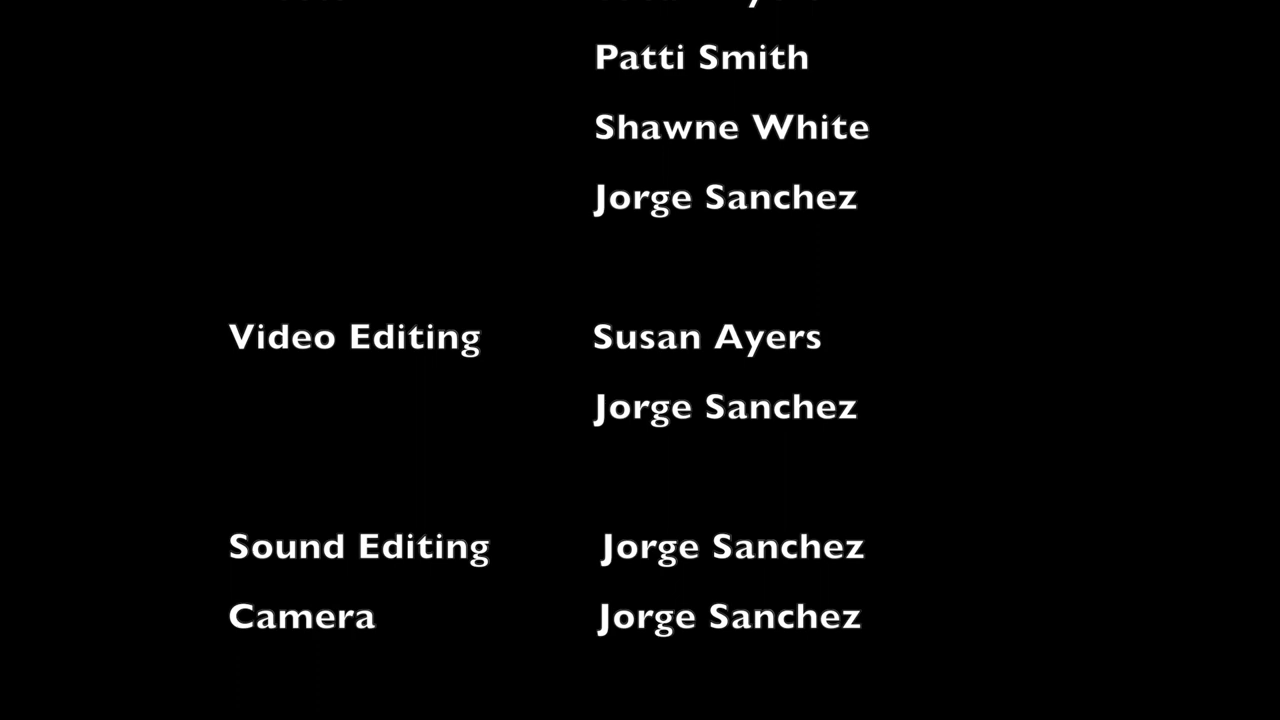 Patti Smith
Shawne White
Jorge Sanchez
Video Editing Susan Ayers
Jorge Sanchez
Sound Editing Jorge Sanchez
Camera Jorge Sanchez